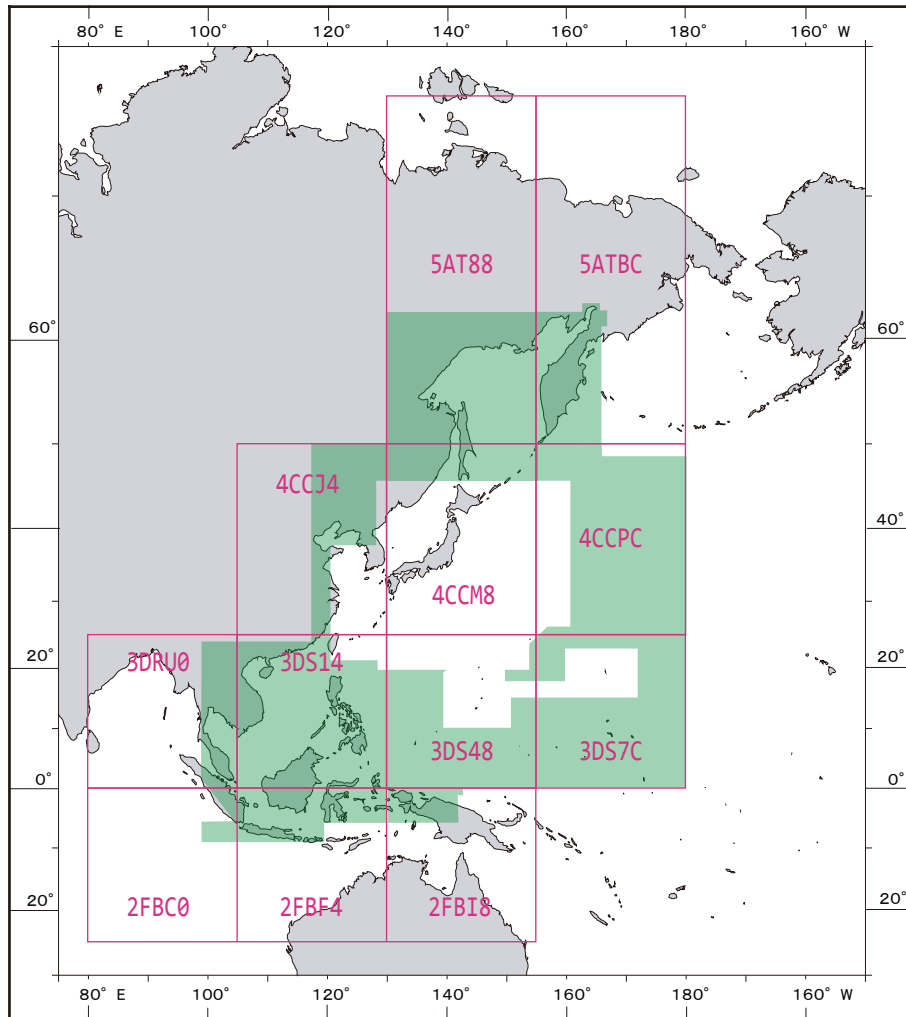 80° E 100° 120° 140° 160° 180° 160° W
5AT88 5ATBC
60° 60°
4CCJ4
40° 4CCPC 40°
4CCM8
20° 3DRU0 3DS14 20°
3DS48 3DS7C
0° 0°
20° 2FBC0 2FBF4 2FBI8 20°
80° E 100° 120° 140° 160° 180° 160° W